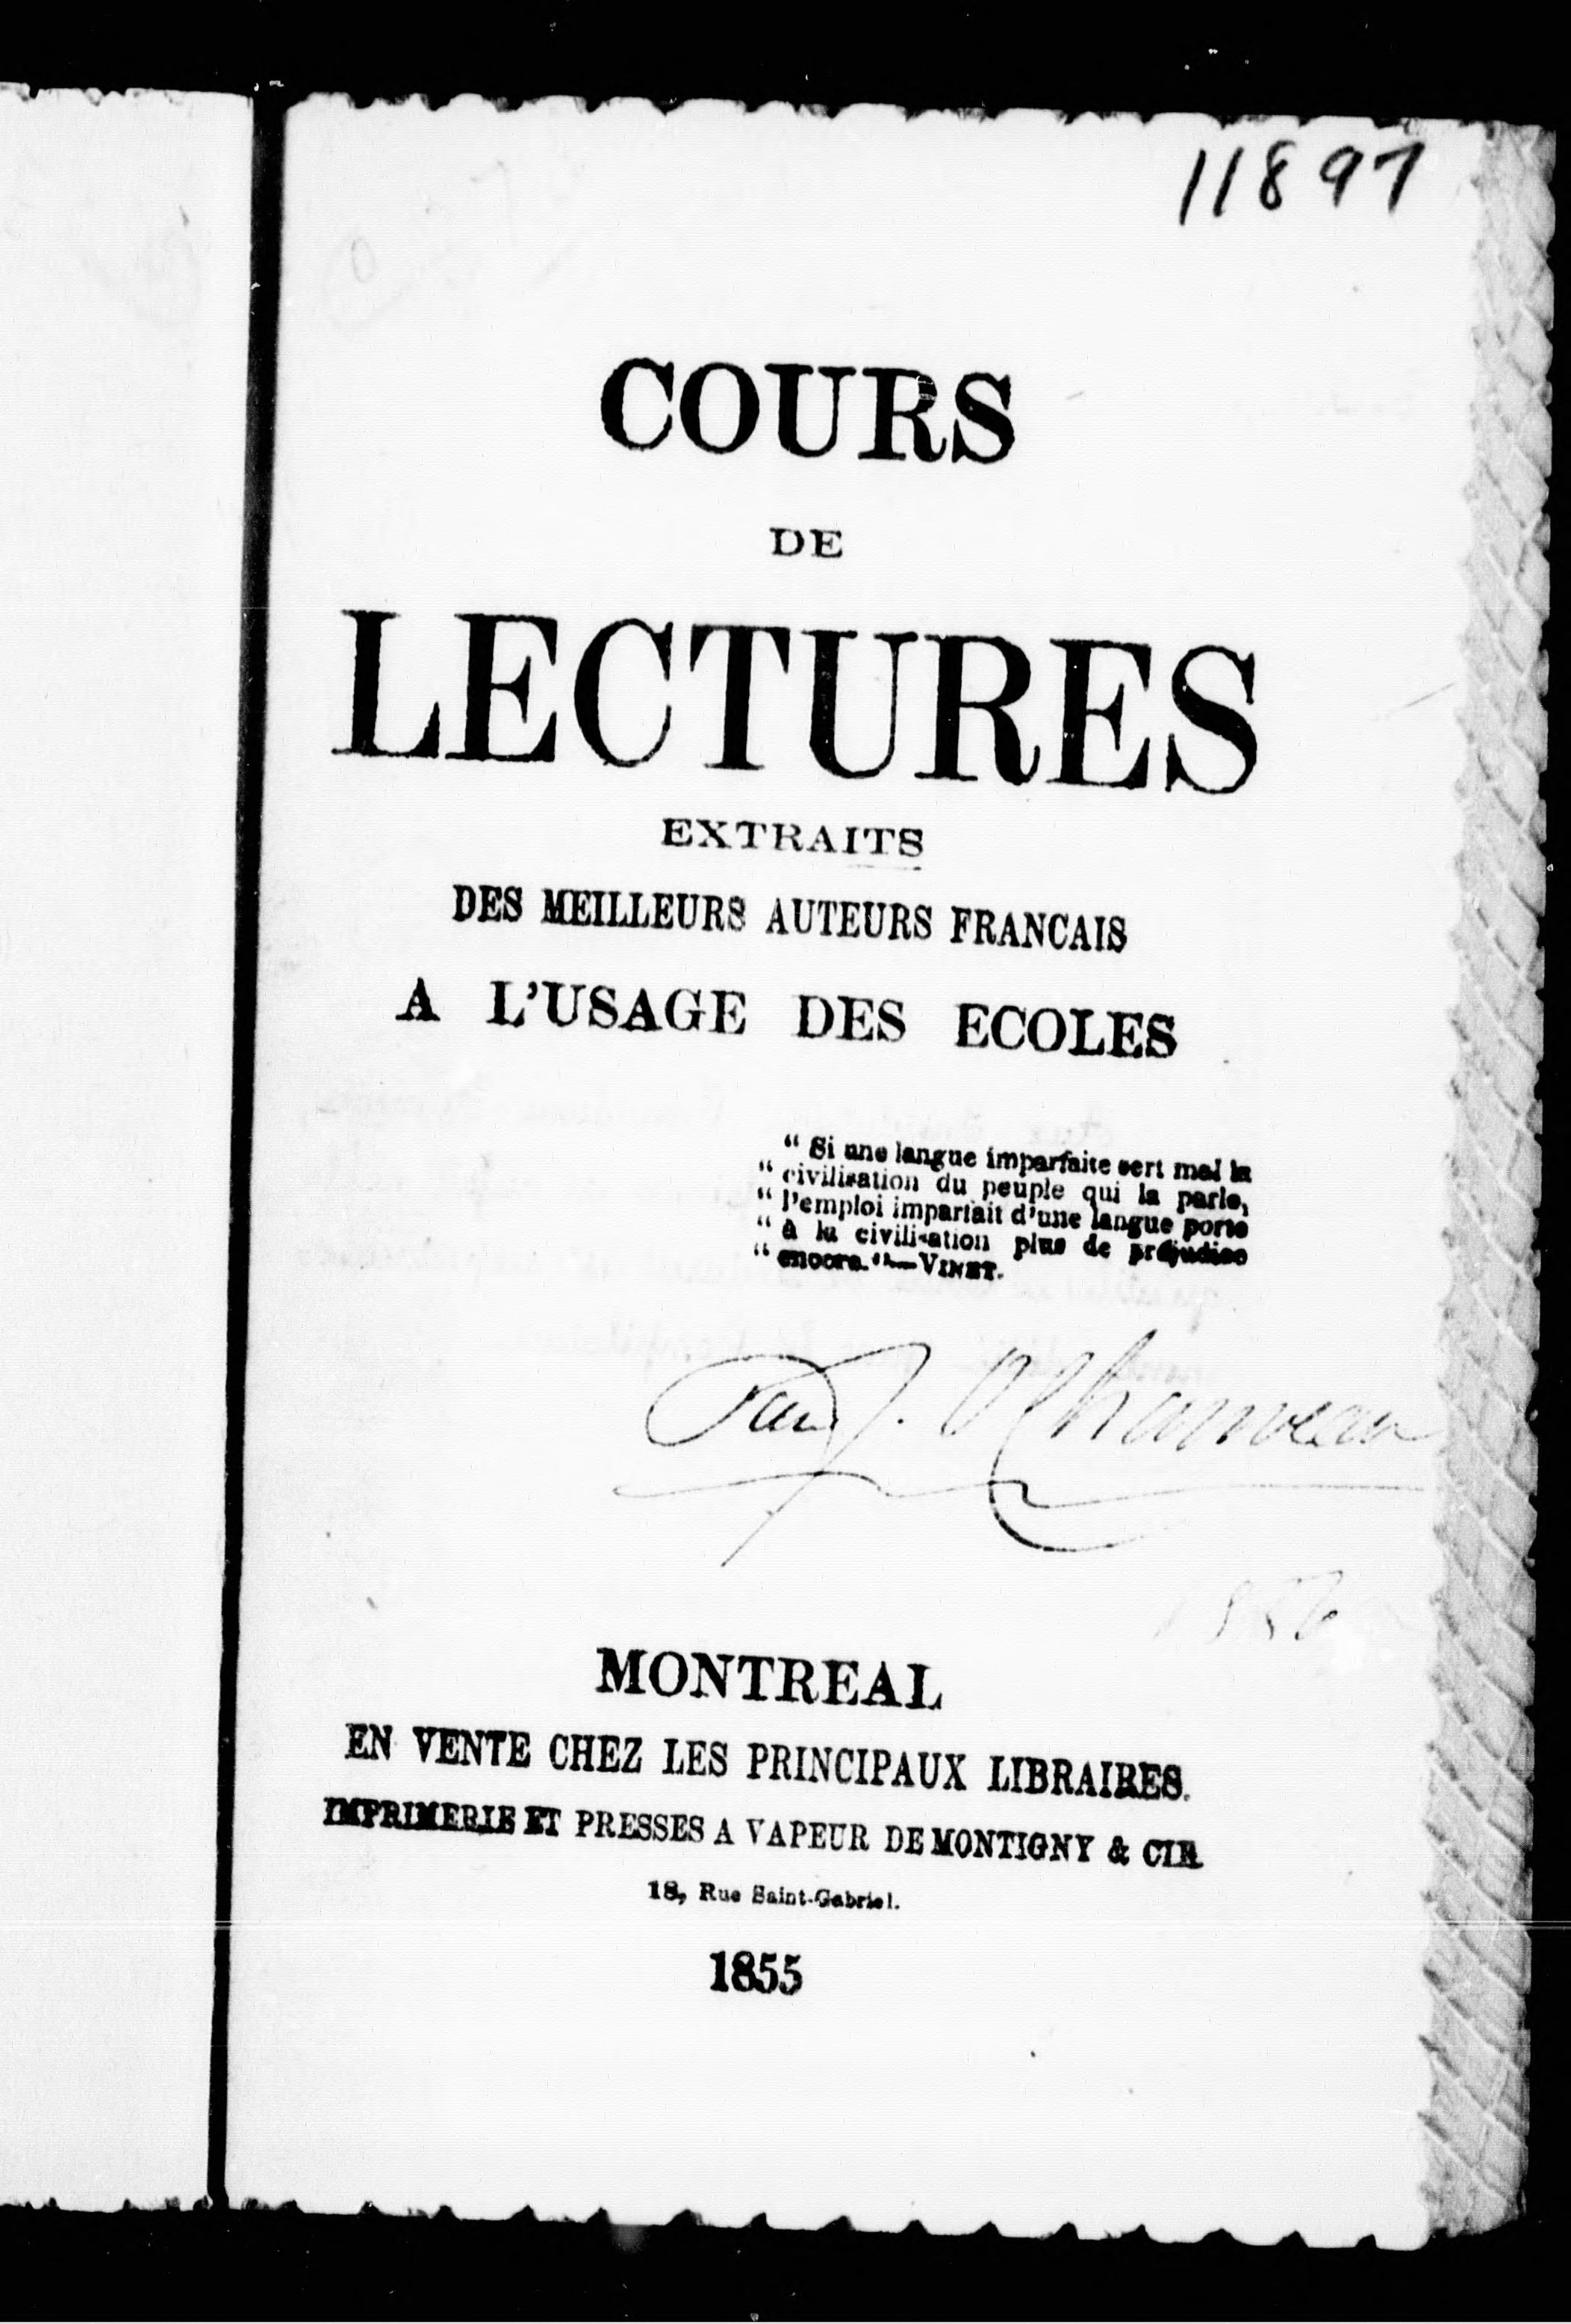 11897
COURS
DE
LECTURES
EXTRAITS
DES MEILLEURS AUTEURS FRANCAIS
A L'USAGE DES ECOLES
“ Si une langue imparfaite sert mal la
“ civilisation du peuple qui la parle,
“ l'emploi imparfait d'une langue porte
“ à la civilisation plus de préjudice
“ encore.”—VINET.
MONTREAL
EN VENTE CHEZ LES PRINCIPAUX LIBRAIRES.
IMPRIMERIE ET PRESSES A VAPEUR DE MONTIGNY & CIE
18, Rue Saint-Gabriel.
1855